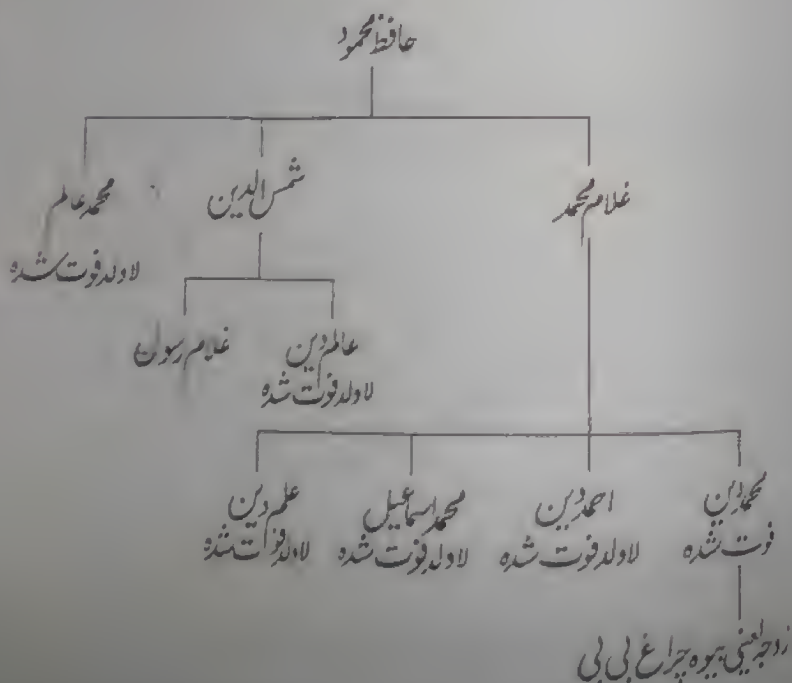 حافظ محمود
غلام محمد
شمس الدین
محمد عالم
لاولد فوت شدہ
عالم دین
لاولد فوت شدہ
غلام رسول
محمد دین
فوت شدہ
احمد دین
لاولد فوت شدہ
محمد اسماعیل
لاولد فوت شدہ
علم دین
لاولد فوت شدہ
زوجہ یعنی بیوہ چراغ بی بی